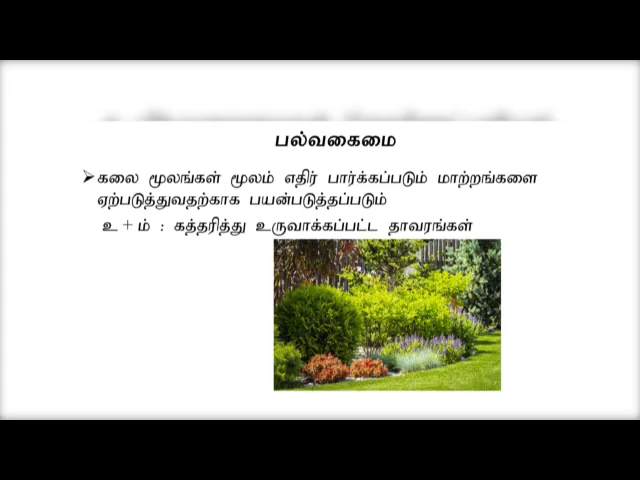 பல்வகைமை
➢கலை மூலங்கள் மூலம் எதிர் பார்க்கப்படும் மாற்றங்களை
ஏற்படுத்துவதற்காக பயன்படுத்தப்படும்
உ + ம் : கத்தரித்து உருவாக்கப்பட்ட தாவரங்கள்